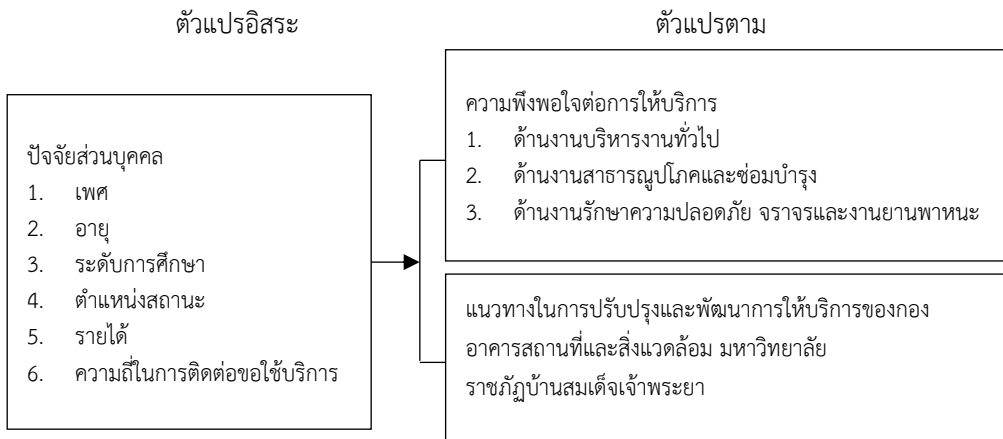 ตัวแปรอิสระ
ตัวแปรตาม
ปัจจัยส่วนบุคคล
1. เพศ
2. อายุ
3. ระดับการศึกษา
4. ตำแหน่งสถานะ
5. รายได้
6. ความถี่ในการติดต่อขอใช้บริการ
ความพึงพอใจต่อการให้บริการ
1. ด้านงานบริหารงานทั่วไป
2. ด้านงานสาธารณูปโภคและซ่อมบำรุง
3. ด้านงานรักษาความปลอดภัย จราจรและงานยานพาหนะ
แนวทางในการปรับปรุงและพัฒนาการให้บริการของกอง
อาคารสถานที่และสิ่งแวดล้อม มหาวิทยาลัย
ราชภัฏบ้านสมเด็จเจ้าพระยา